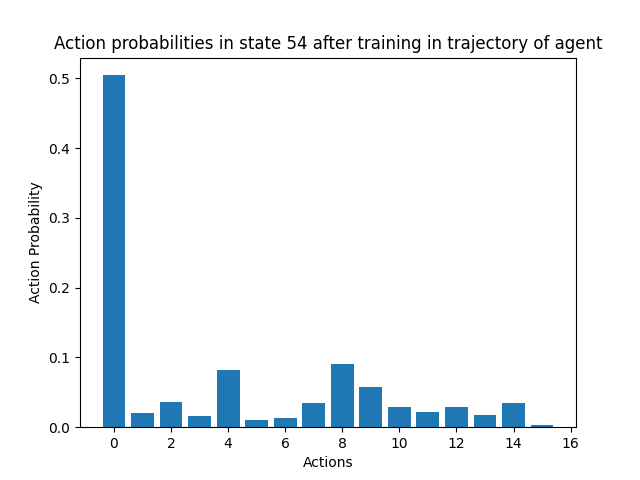 Action probabilities in state 54 after training in trajectory of agent
0.5
0.4
0.3
0.2
0.1
0.0
Action Probability
0 2 4 6 8 10 12 14 16
Actions